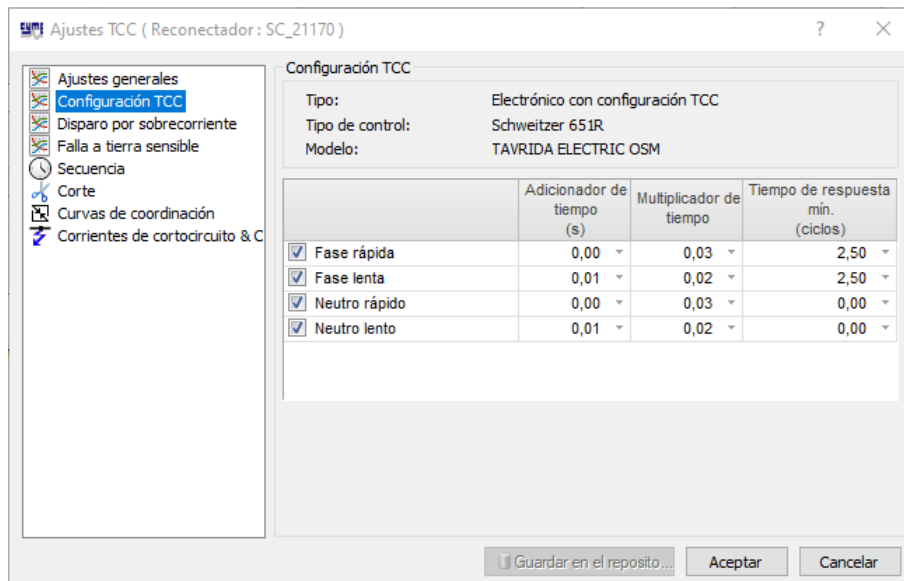 CYME Ajustes TCC ( Reconectador : SC_21170 ) ?
Ajustes generales
Configuración TCC
Disparo por sobrecorriente
Falla a tierra sensible
Secuencia
Corte
Curvas de coordinación
Corrientes de cortocircuito & C
Configuración TCC
Tipo: Electrónico con configuración TCC
Tipo de control: Schweitzer 651R
Modelo: TAVRIDA ELECTRIC OSM
Adicionador de tiempo (s) Multiplicador de tiempo Tiempo de respuesta mín. (ciclos)
Fase rápida 0,00 0,03 2,50
Fase lenta 0,01 0,02 2,50
Neutro rápido 0,00 0,03 0,00
Neutro lento 0,01 0,02 0,00
Guardar en el reposito... Aceptar Cancelar